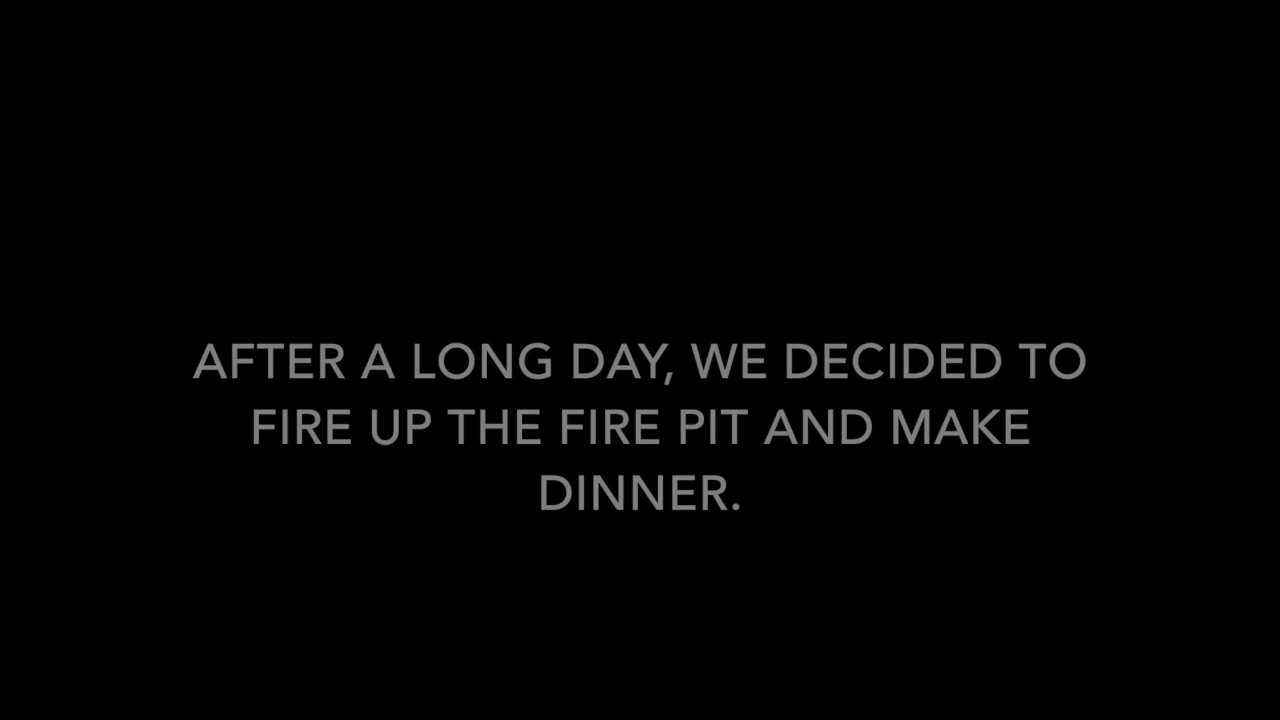 AFTER A LONG DAY, WE DECIDED TO
FIRE UP THE FIRE PIT AND MAKE
DINNER.